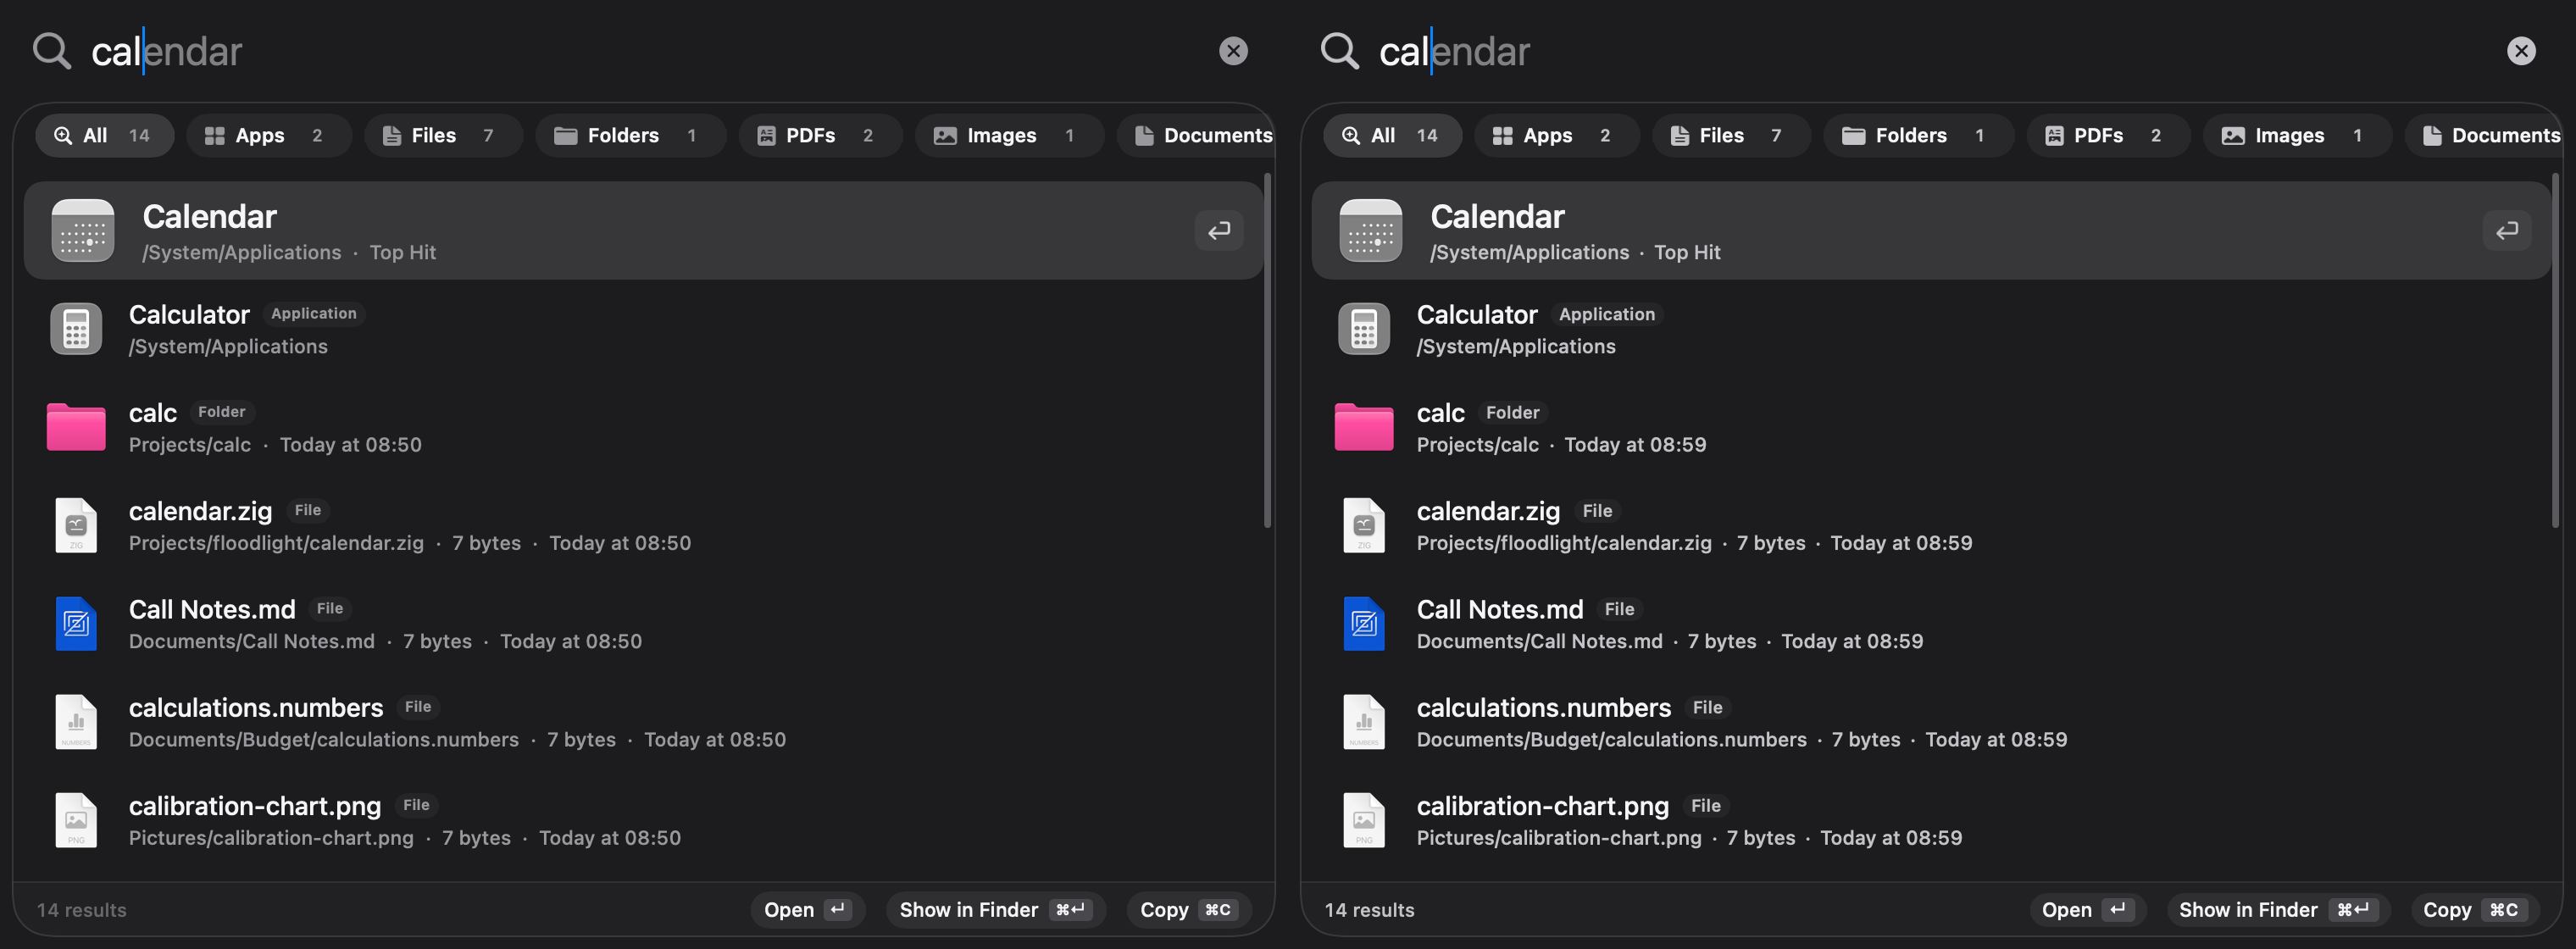 calendar
All 14 Apps 2 Files 7 Folders 1 PDFs 2 Images 1 Documents
Calendar
/System/Applications · Top Hit
Calculator Application
/System/Applications
calc Folder
Projects/calc · Today at 08:50
calendar.zig File
ZIG
Projects/floodlight/calendar.zig · 7 bytes · Today at 08:50
Call Notes.md File
Documents/Call Notes.md · 7 bytes · Today at 08:50
calculations.numbers File
NUMBERS
Documents/Budget/calculations.numbers · 7 bytes · Today at 08:50
calibration-chart.png File
PNG
Pictures/calibration-chart.png · 7 bytes · Today at 08:50
14 results Open ↵ Show in Finder ⌘↵ Copy ⌘C
calendar
All 14 Apps 2 Files 7 Folders 1 PDFs 2 Images 1 Documents
Calendar
/System/Applications · Top Hit
Calculator Application
/System/Applications
calc Folder
Projects/calc · Today at 08:59
calendar.zig File
ZIG
Projects/floodlight/calendar.zig · 7 bytes · Today at 08:59
Call Notes.md File
Documents/Call Notes.md · 7 bytes · Today at 08:59
calculations.numbers File
NUMBERS
Documents/Budget/calculations.numbers · 7 bytes · Today at 08:59
calibration-chart.png File
PNG
Pictures/calibration-chart.png · 7 bytes · Today at 08:59
14 results Open ↵ Show in Finder ⌘↵ Copy ⌘C